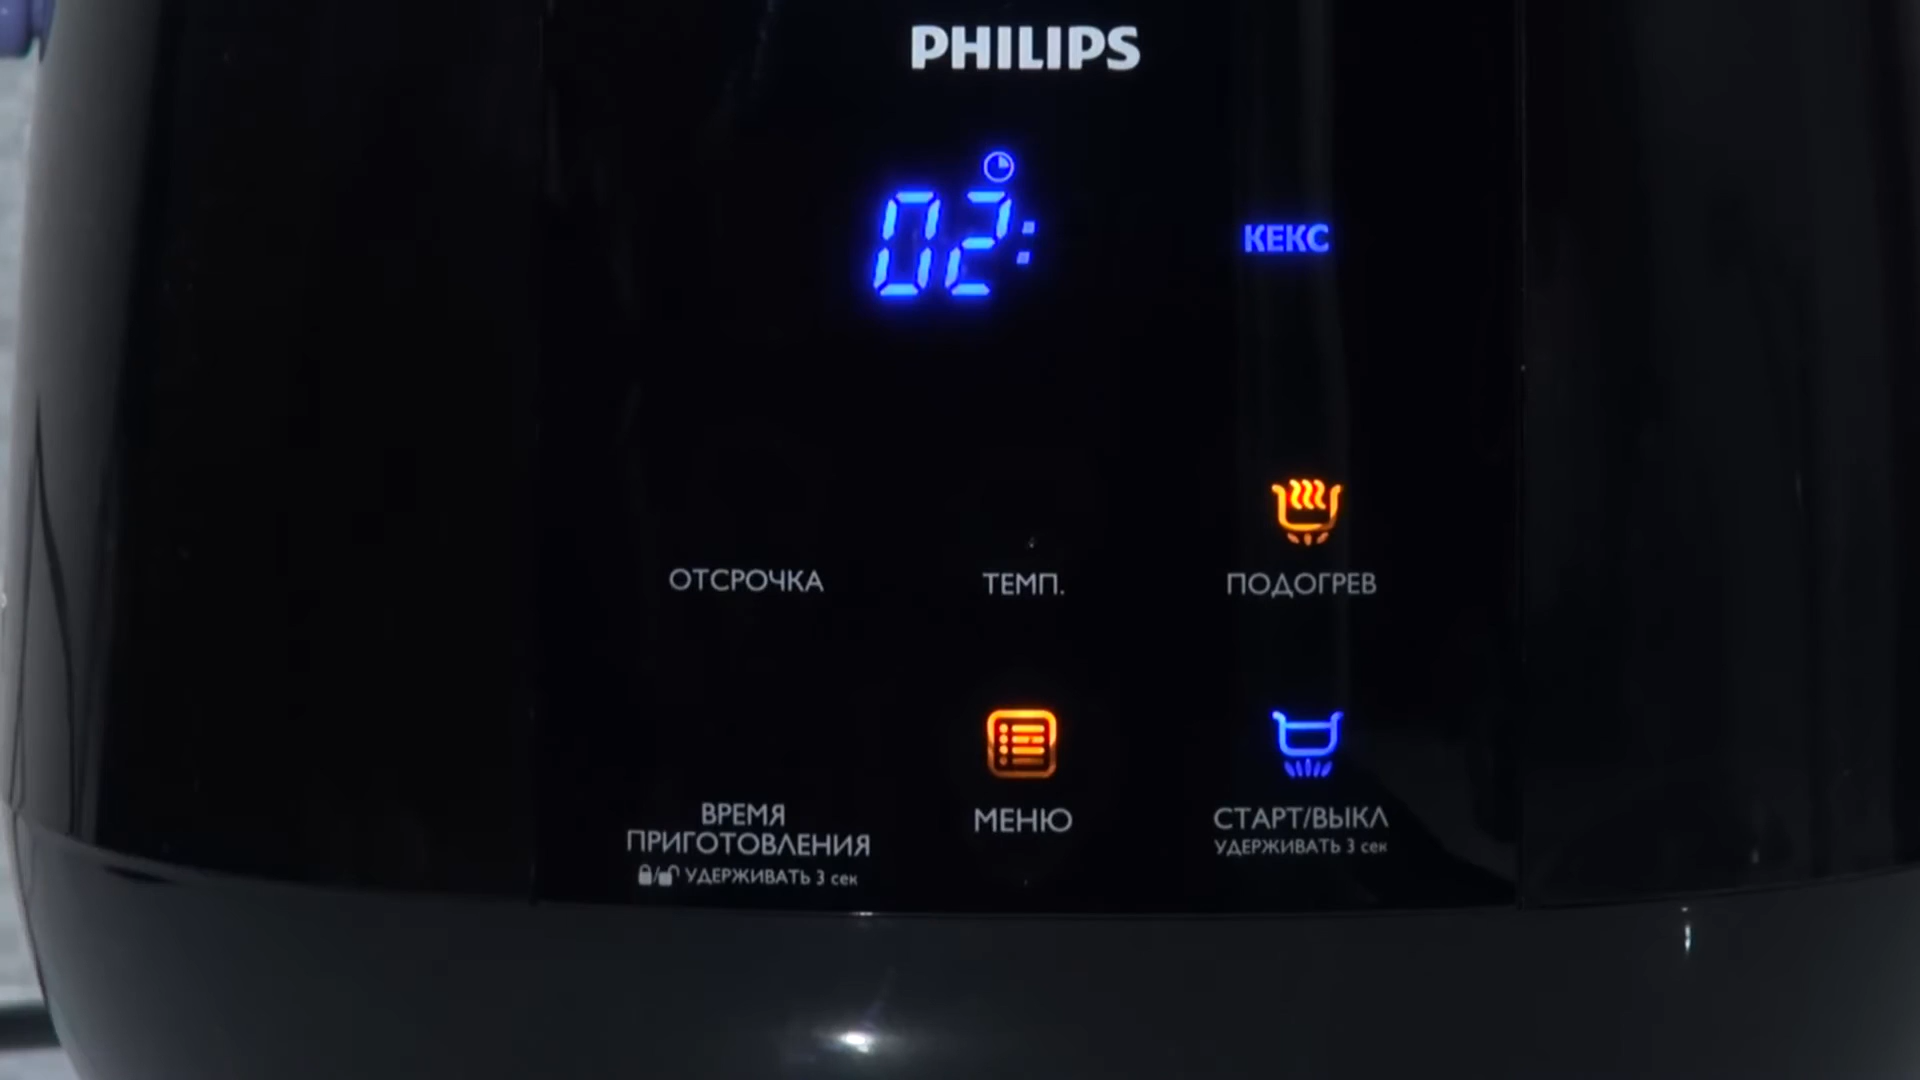 PHILIPS
02:
КЕКС
ОТСРОЧКА
ТЕМП.
ПОДОГРЕВ
ВРЕМЯ
ПРИГОТОВЛЕНИЯ
УДЕРЖИВАТЬ 3 сек
МЕНЮ
СТАРТ/ВЫКЛ
УДЕРЖИВАТЬ 3 сек